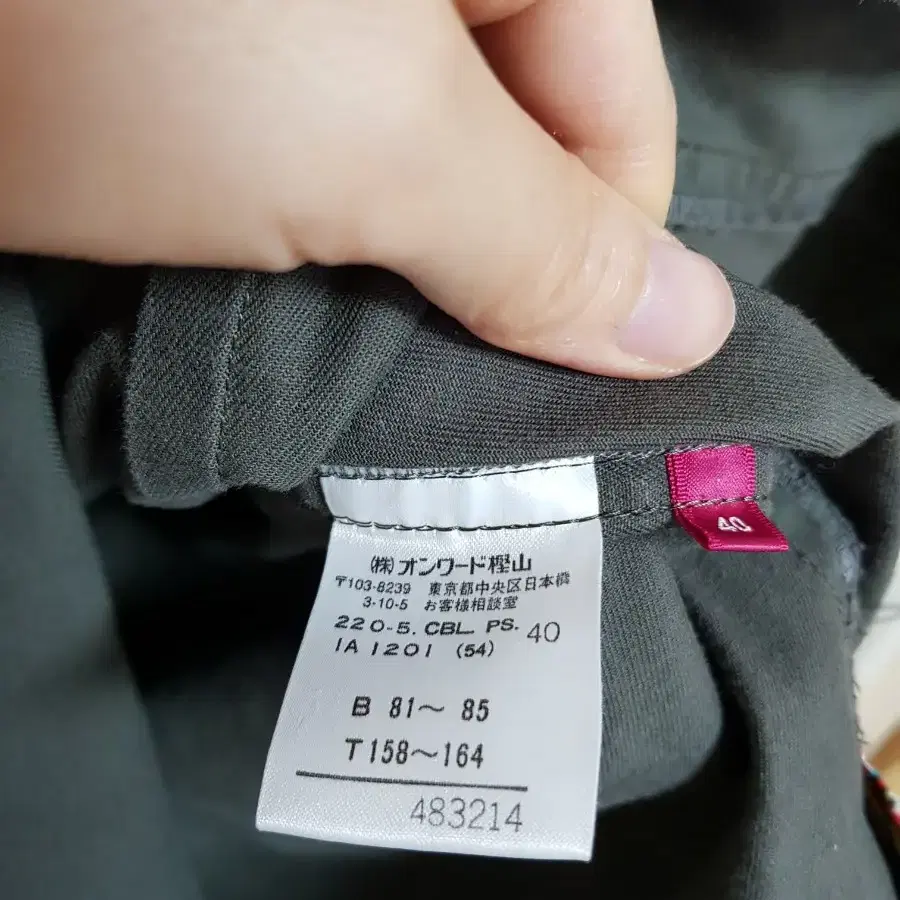 (株)オンワード樫山
〒103-8239 東京都中央区日本橋
3-10-5 お客様相談室
220-5. CBL. PS. 40
IA 1201 (54)
B 81～ 85
T158～164
483214
40